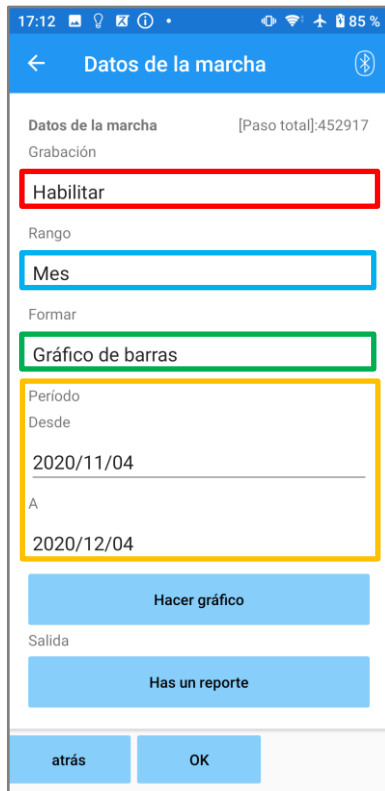 17:12 85 %
Datos de la marcha
Datos de la marcha [Paso total]:452917
Grabación
Habilitar
Rango
Mes
Formar
Gráfico de barras
Período
Desde
2020/11/04
A
2020/12/04
Hacer gráfico
Salida
Has un reporte
atrás OK